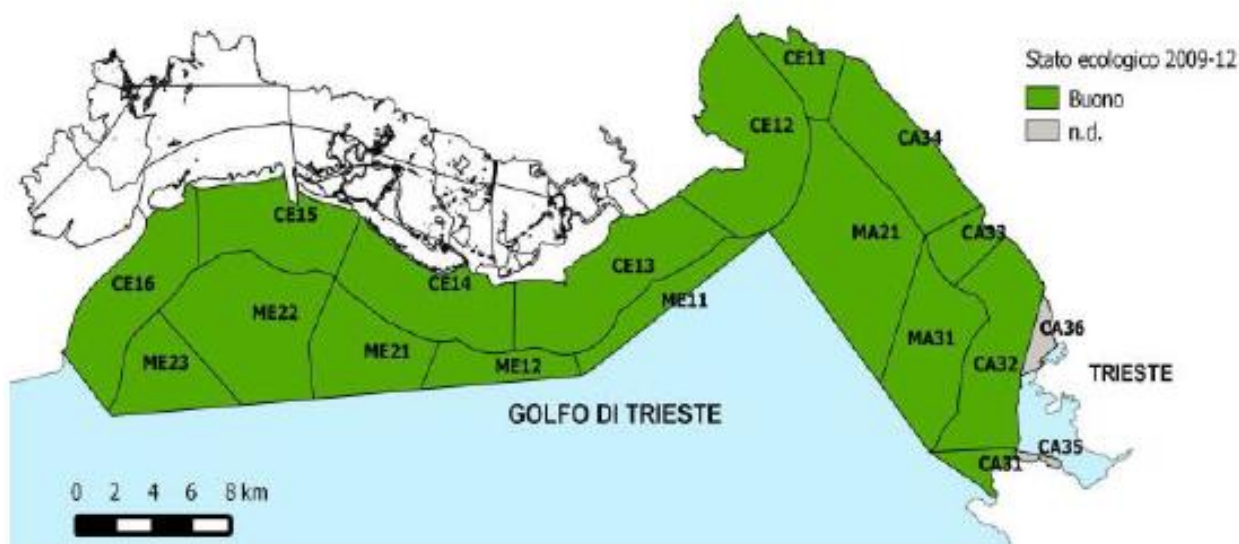 Stato ecologico 2009-12
Buono
n.d.
CE11
CE12
CA34
CE15
MA21
CA33
CE13
CE16
CE14
ME11
ME22
CA36
MA31
ME21
ME23
ME12
CA32
TRIESTE
GOLFO DI TRIESTE
CA35
CA31
0 2 4 6 8 km